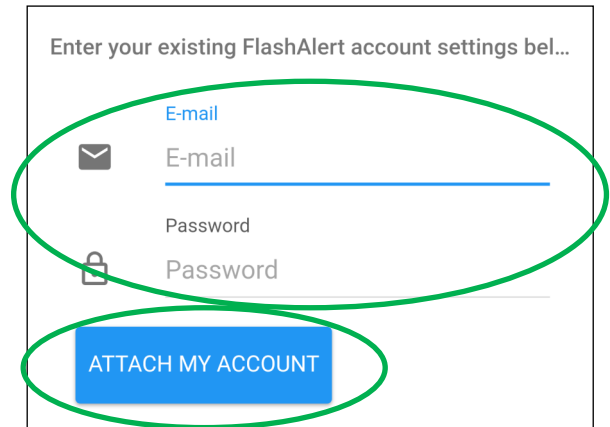 Enter your existing FlashAlert account settings bel...
E-mail
E-mail
Password
Password
ATTACH MY ACCOUNT